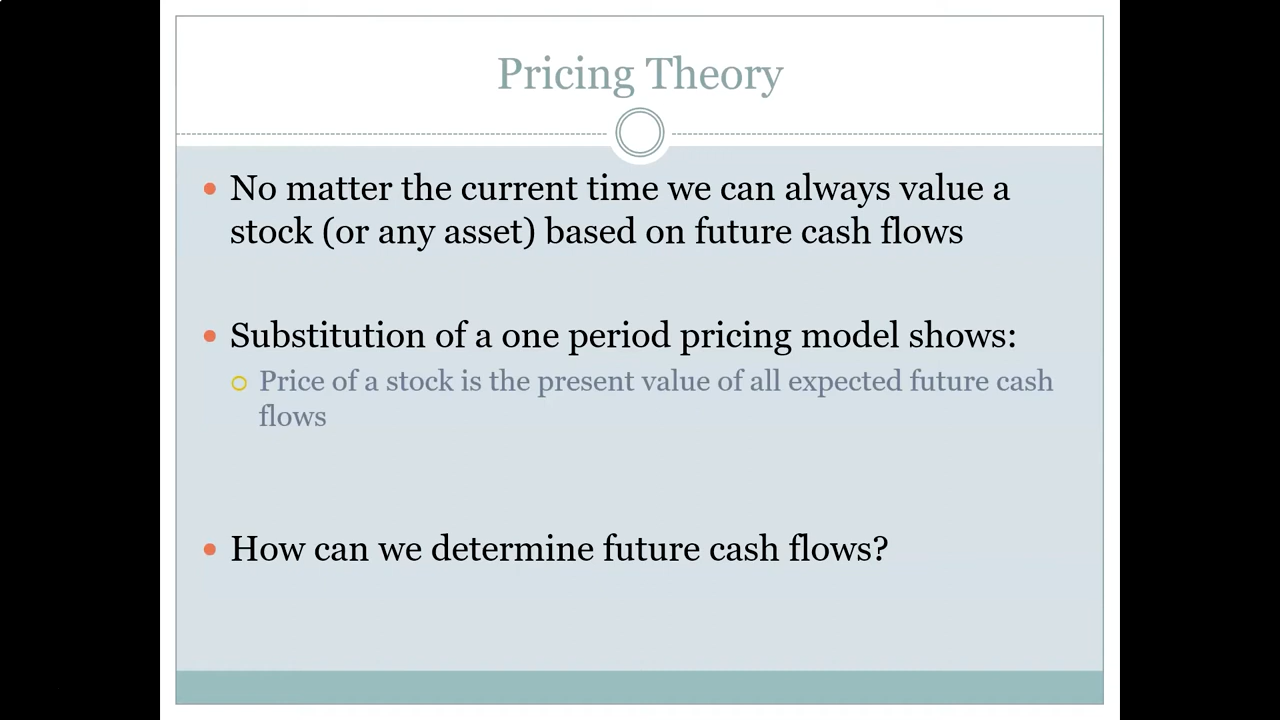 Pricing Theory
No matter the current time we can always value a
stock (or any asset) based on future cash flows
Substitution of a one period pricing model shows:
Price of a stock is the present value of all expected future cash
flows
How can we determine future cash flows?